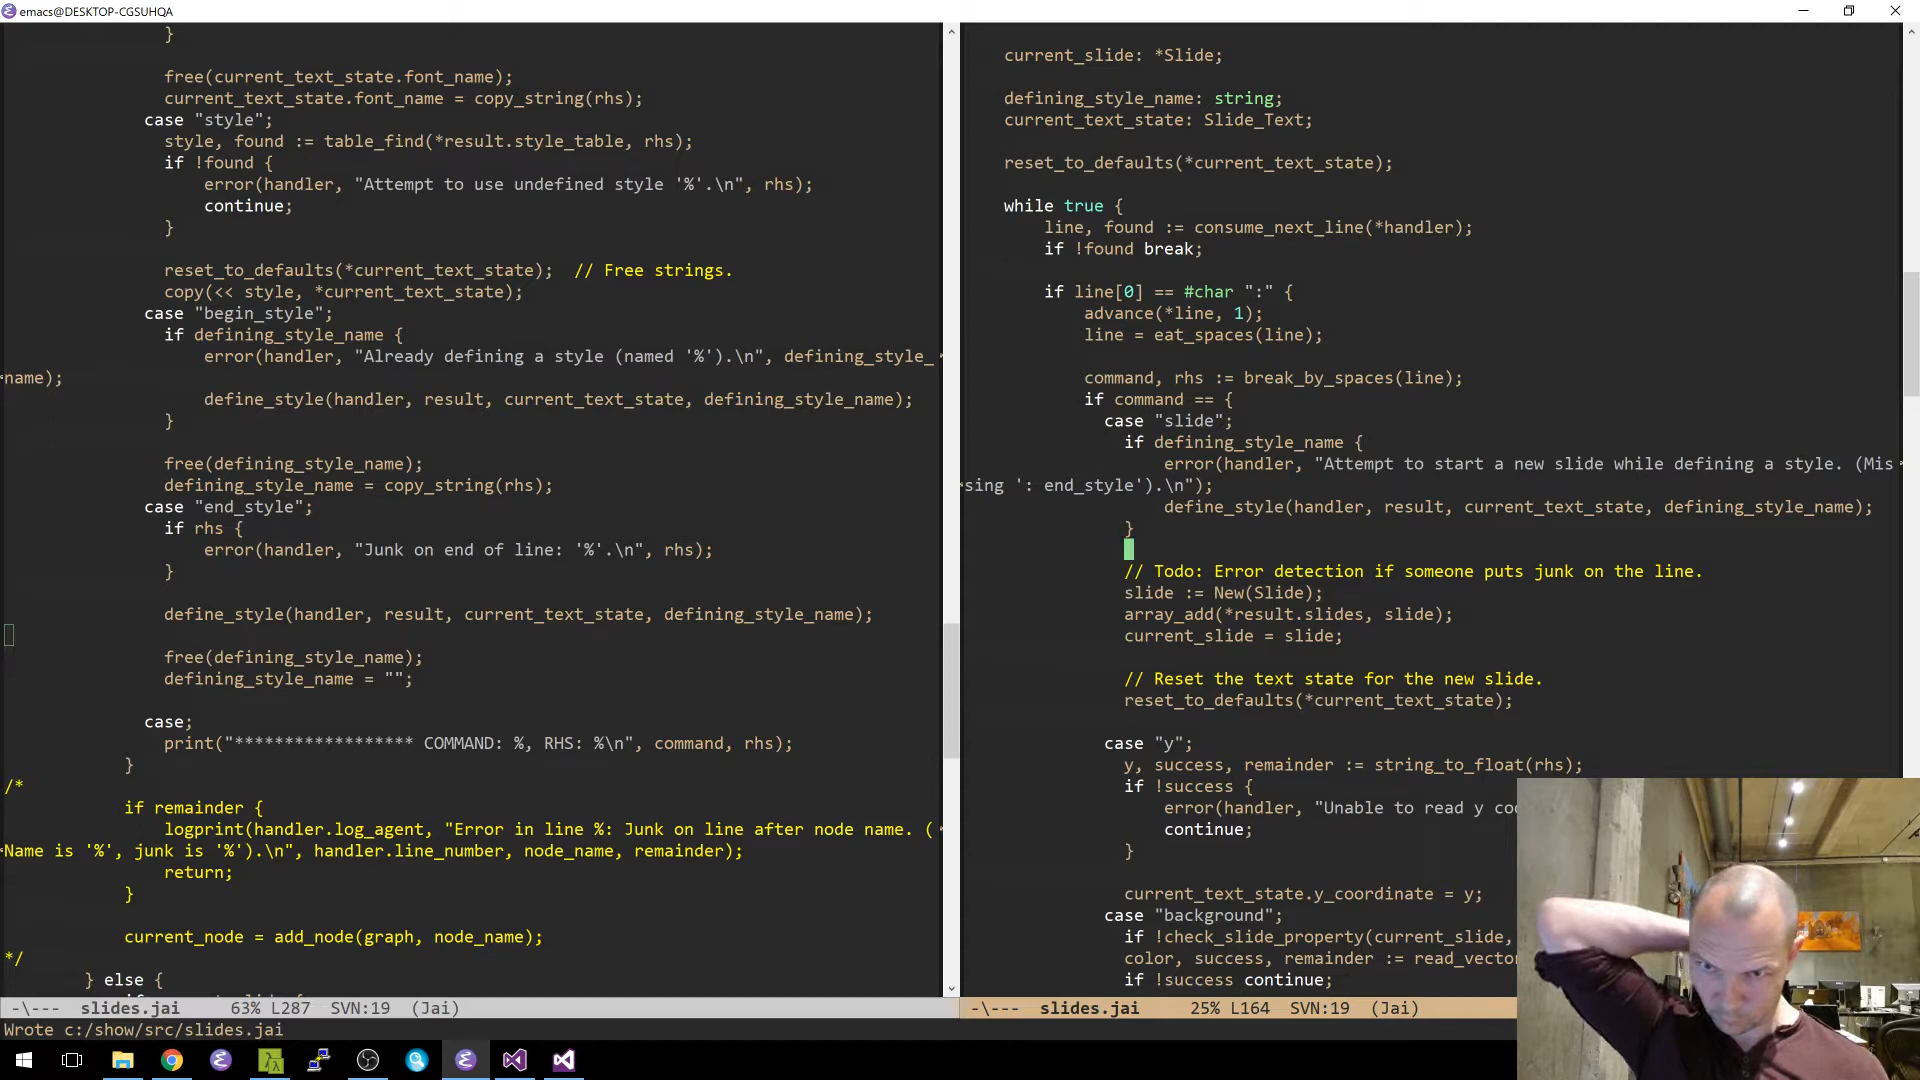 emacs@DESKTOP-CGSUHQA
}
free(current_text_state.font_name);
current_text_state.font_name = copy_string(rhs);
case "style";
style, found := table_find(*result.style_table, rhs);
if !found {
error(handler, "Attempt to use undefined style '%'.\n", rhs);
continue;
}
reset_to_defaults(*current_text_state);  // Free strings.
copy(<< style, *current_text_state);
case "begin_style";
if defining_style_name {
error(handler, "Already defining a style (named '%').\n", defining_style_
name);
define_style(handler, result, current_text_state, defining_style_name);
}
free(defining_style_name);
defining_style_name = copy_string(rhs);
case "end_style";
if rhs {
error(handler, "Junk on end of line: '%'.\n", rhs);
}
define_style(handler, result, current_text_state, defining_style_name);
free(defining_style_name);
defining_style_name = "";
case;
print("****************** COMMAND: %, RHS: %\n", command, rhs);
}
/*
if remainder {
logprint(handler.log_agent, "Error in line %: Junk on line after node name. (
Name is '%', junk is '%').\n", handler.line_number, node_name, remainder);
return;
}
current_node = add_node(graph, node_name);
*/
} else {
-\--- slides.jai 63% L287 SVN:19 (Jai)
Wrote c:/show/src/slides.jai
current_slide: *Slide;
defining_style_name: string;
current_text_state: Slide_Text;
reset_to_defaults(*current_text_state);
while true {
line, found := consume_next_line(*handler);
if !found break;
if line[0] == #char ":" {
advance(*line, 1);
line = eat_spaces(line);
command, rhs := break_by_spaces(line);
if command == {
case "slide";
if defining_style_name {
error(handler, "Attempt to start a new slide while defining a style. (Mis
sing ': end_style').\n");
define_style(handler, result, current_text_state, defining_style_name);
}
// Todo: Error detection if someone puts junk on the line.
slide := New(Slide);
array_add(*result.slides, slide);
current_slide = slide;
// Reset the text state for the new slide.
reset_to_defaults(*current_text_state);
case "y";
y, success, remainder := string_to_float(rhs);
if !success {
error(handler, "Unable to read y coo
continue;
}
current_text_state.y_coordinate = y;
case "background";
if !check_slide_property(current_slide,
color, success, remainder := read_vector
if !success continue;
-\--- slides.jai 25% L164 SVN:19 (Jai)